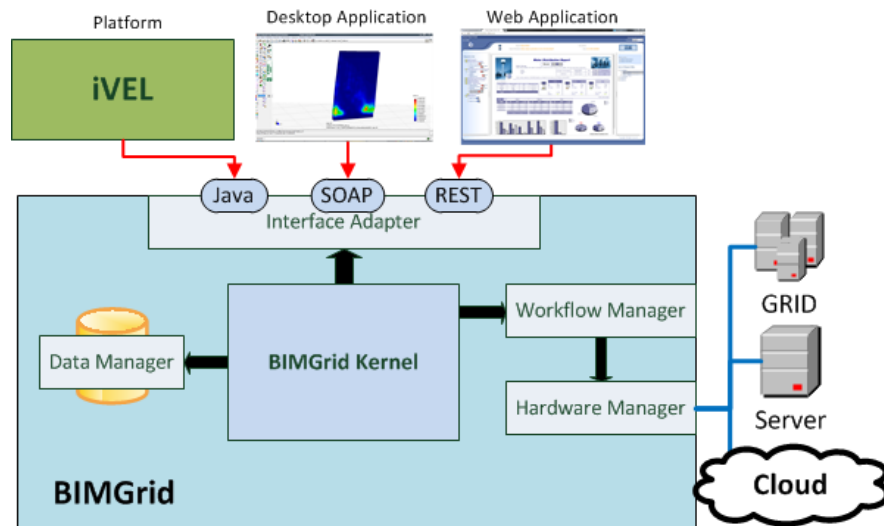 Platform
Desktop Application
Web Application
iVEL
Java
SOAP
REST
Interface Adapter
GRID
Workflow Manager
Data Manager
BIMGrid Kernel
Hardware Manager
Server
Cloud
BIMGrid